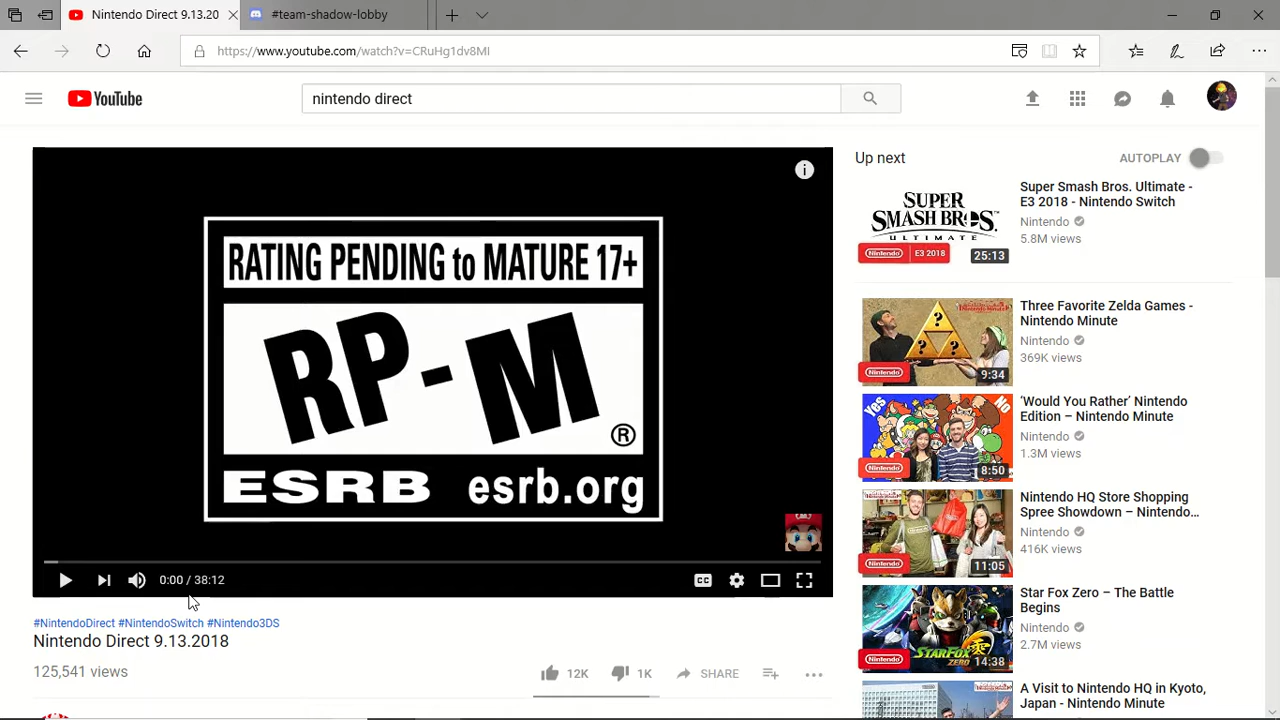 Nintendo Direct 9.13.20
#team-shadow-lobby
https://www.youtube.com/watch?v=CRuHg1dv8MI
YouTube
nintendo direct
RATING PENDING to MATURE 17+
RP-M
®
ESRB esrb.org
0:00 / 38:12
CC
#NintendoDirect #NintendoSwitch #Nintendo3DS
Nintendo Direct 9.13.2018
125,541 views
12K
1K
SHARE
Up next
AUTOPLAY
SUPER
SMASH BROS.
ULTIMATE
Nintendo E3 2018
25:13
Super Smash Bros. Ultimate -
E3 2018 - Nintendo Switch
Nintendo
5.8M views
? ? ?
Nintendo
9:34
Three Favorite Zelda Games -
Nintendo Minute
Nintendo
369K views
Yes No
Nintendo
8:50
‘Would You Rather’ Nintendo
Edition – Nintendo Minute
Nintendo
1.3M views
Nintendo
11:05
Nintendo HQ Store Shopping
Spree Showdown – Nintendo...
Nintendo
416K views
STARFOX
ZERO
Nintendo
14:38
Star Fox Zero – The Battle
Begins
Nintendo
2.7M views
A Visit to Nintendo HQ in Kyoto,
Japan - Nintendo Minute